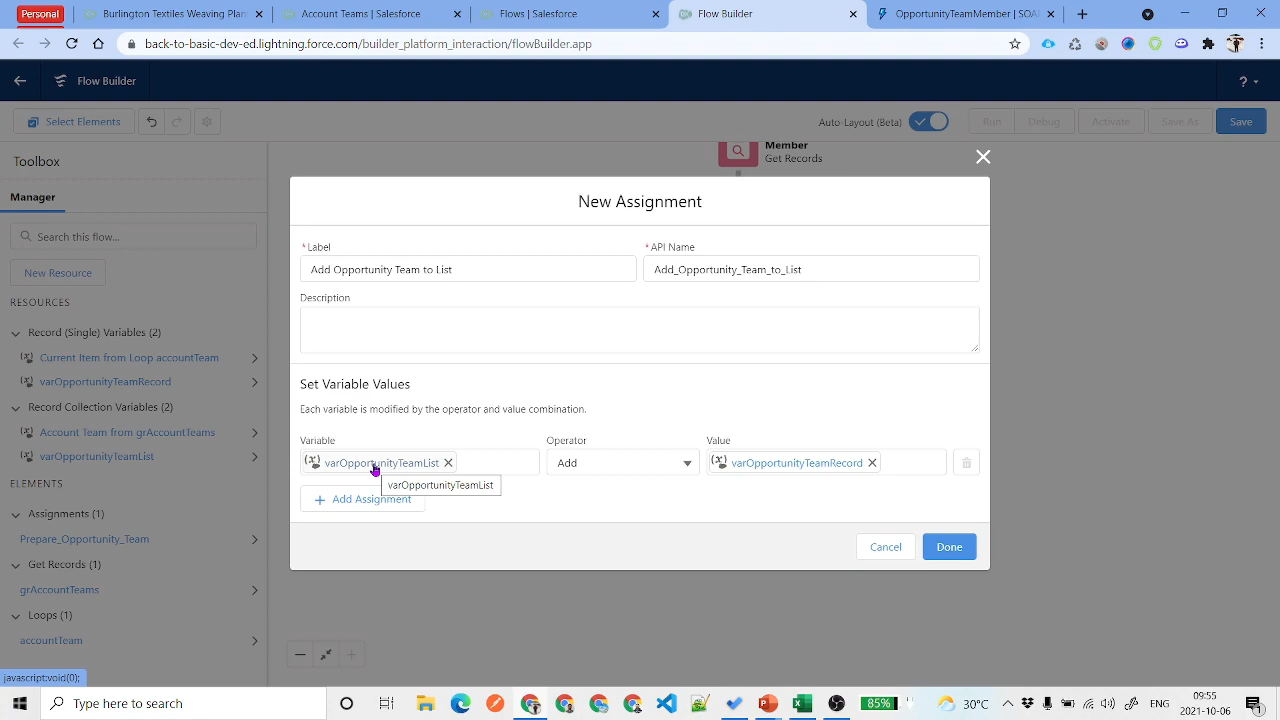 Recording
Burlington Textiles Weaving Plan
Account Teams | Salesforce
Flows | Salesforce
Flow Builder
OpportunityTeamMember | SOA
back-to-basic-dev-ed.lightning.force.com/builder_platform_interaction/flowBuilder.app
Flow Builder
?
Select Elements
Auto-Layout (Beta)
Run
Debug
Activate
Save As
Save
Toolbox
Member
Get Records
Manager
Search this flow...
New Resource
RESOURCES
Record (Single) Variables (2)
Current Item from Loop accountTeam
varOpportunityTeamRecord
Record Collection Variables (2)
Account Team from grAccountTeams
varOpportunityTeamList
ELEMENTS
Assignments (1)
Prepare_Opportunity_Team
Get Records (1)
grAccountTeams
Loops (1)
accountTeam
javascript:void(0);
New Assignment
* Label
* API Name
Add Opportunity Team to List
Add_Opportunity_Team_to_List
Description
Set Variable Values
Each variable is modified by the operator and value combination.
Variable
Operator
Value
varOpportunityTeamList
Add
varOpportunityTeamRecord
varOpportunityTeamList
+ Add Assignment
Cancel
Done
Type here to search
85%
30°C
ENG
09:55
2021-10-06